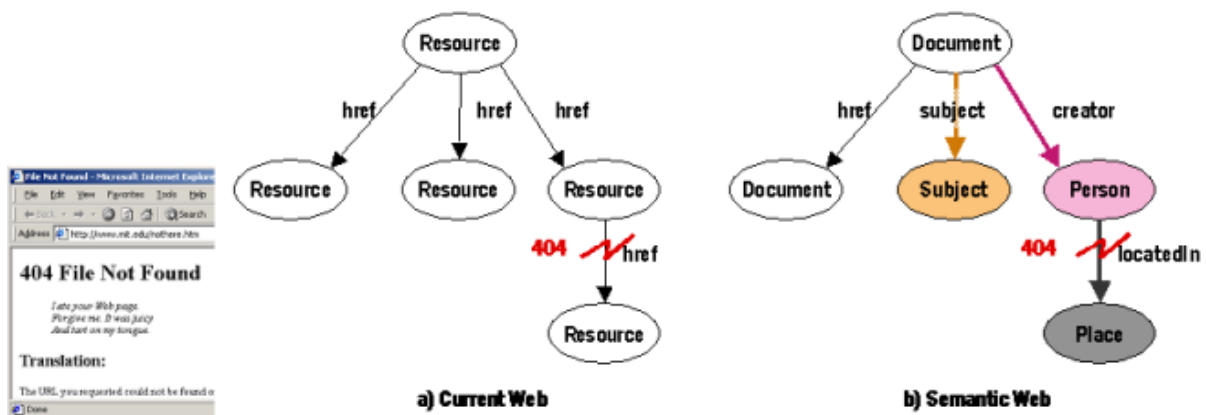 File Not Found - Microsoft Internet Explore
File Edit View Favorites Tools Help
Back Search
Address http://www.mit.edu/nothere.htm
404 File Not Found
I ate your Web page.
Forgive me. It was juicy
And tart on my tongue.
Translation:
The URL you requested could not be found o
Done
Resource
href href href
Resource Resource Resource
404 href
Resource
a) Current Web
Document
href subject creator
Document Subject Person
404 locatedIn
Place
b) Semantic Web